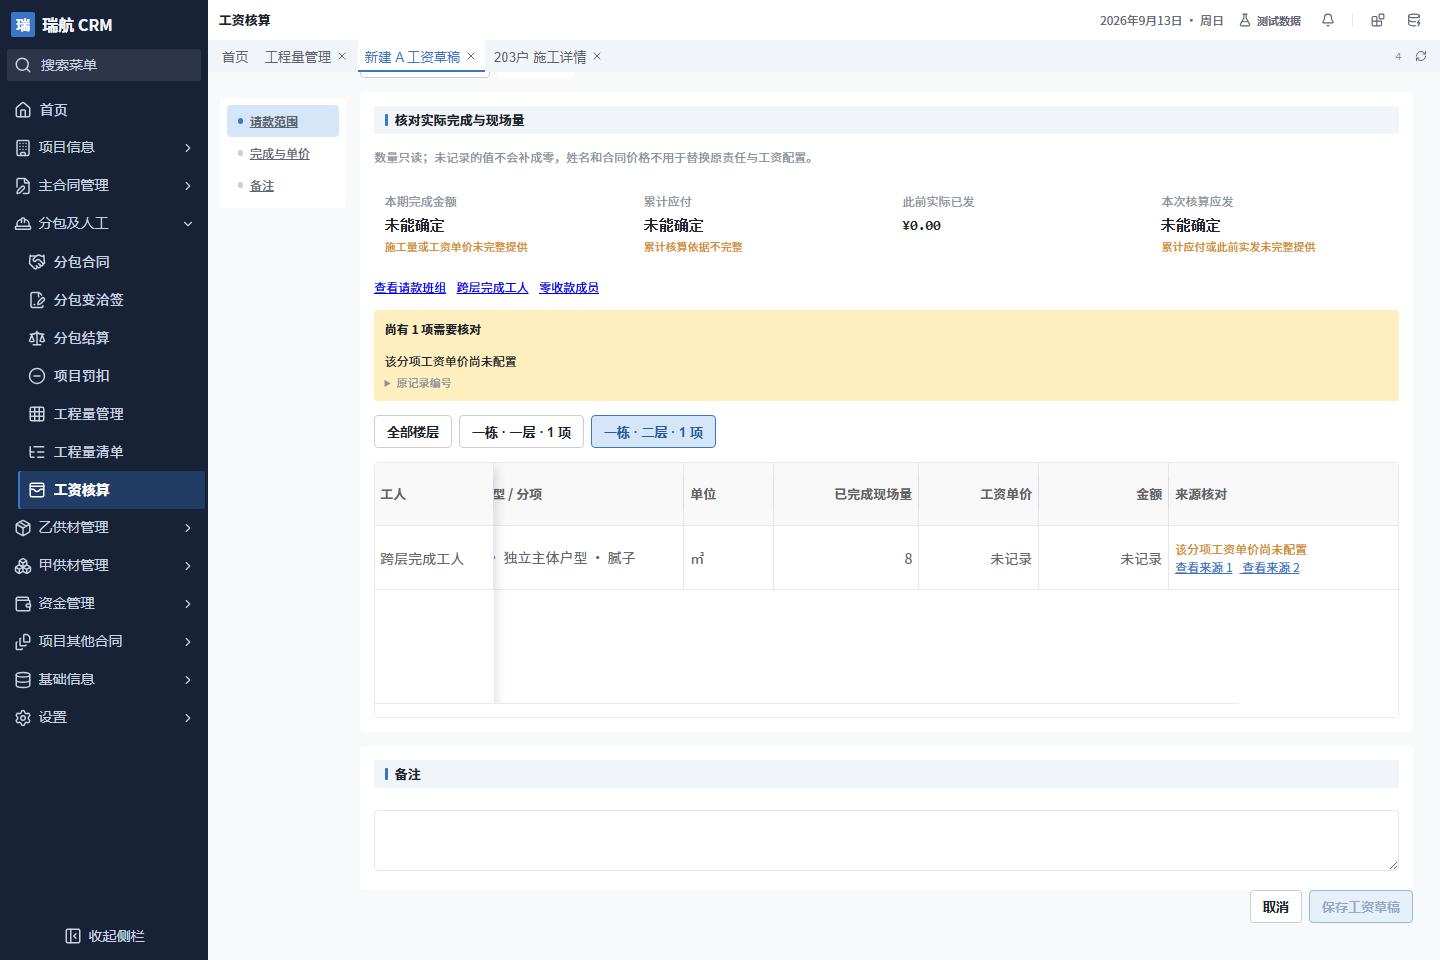 瑞 瑞航 CRM
搜索菜单
首页
项目信息
主合同管理
分包及人工
分包合同
分包变洽签
分包结算
项目罚扣
工程量管理
工程量清单
工资核算
乙供材管理
甲供材管理
资金管理
项目其他合同
基础信息
设置
收起侧栏
工资核算
2026年9月13日 · 周日 测试数据
首页 工程量管理 × 新建 A 工资草稿 × 203户 施工详情 × 4
请款范围
完成与单价
备注
核对实际完成与现场量
数量只读；未记录的值不会补成零，姓名和合同价格不用于替换原责任与工资配置。
本期完成金额
未能确定
施工量或工资单价未完整提供
累计应付
未能确定
累计核算依据不完整
此前实际已发
¥0.00
本次核算应发
未能确定
累计应付或此前实发未完整提供
查看请款班组 跨层完成工人 零收款成员
尚有 1 项需要核对
该分项工资单价尚未配置
原记录编号
全部楼层 一栋 · 一层 · 1 项 一栋 · 二层 · 1 项
工人 型 / 分项 单位 已完成现场量 工资单价 金额 来源核对
跨层完成工人 · 独立主体户型 · 腻子 ㎡ 8 未记录 未记录 该分项工资单价尚未配置
查看来源 1 查看来源 2
备注
取消 保存工资草稿